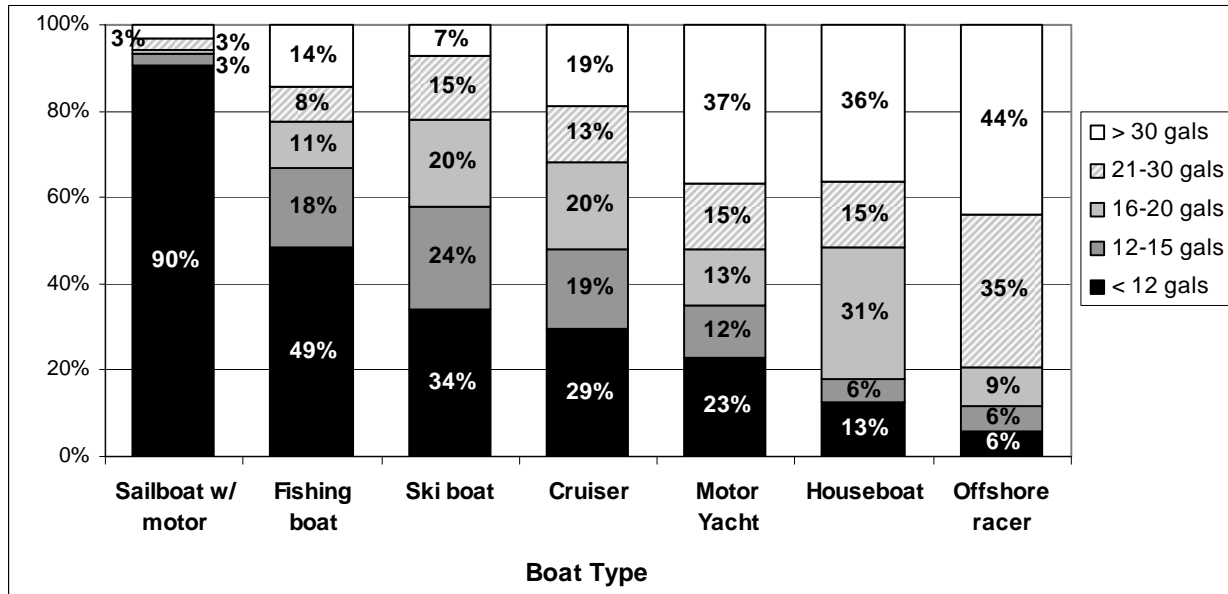 100%
80%
60%
40%
20%
0%
3%
3%
3%
90%
14%
8%
11%
18%
49%
7%
15%
20%
24%
34%
19%
13%
20%
19%
29%
37%
15%
13%
12%
23%
36%
15%
31%
6%
13%
44%
35%
9%
6%
6%
> 30 gals
21-30 gals
16-20 gals
12-15 gals
< 12 gals
Sailboat w/
motor
Fishing
boat
Ski boat
Cruiser
Motor
Yacht
Houseboat
Offshore
racer
Boat Type